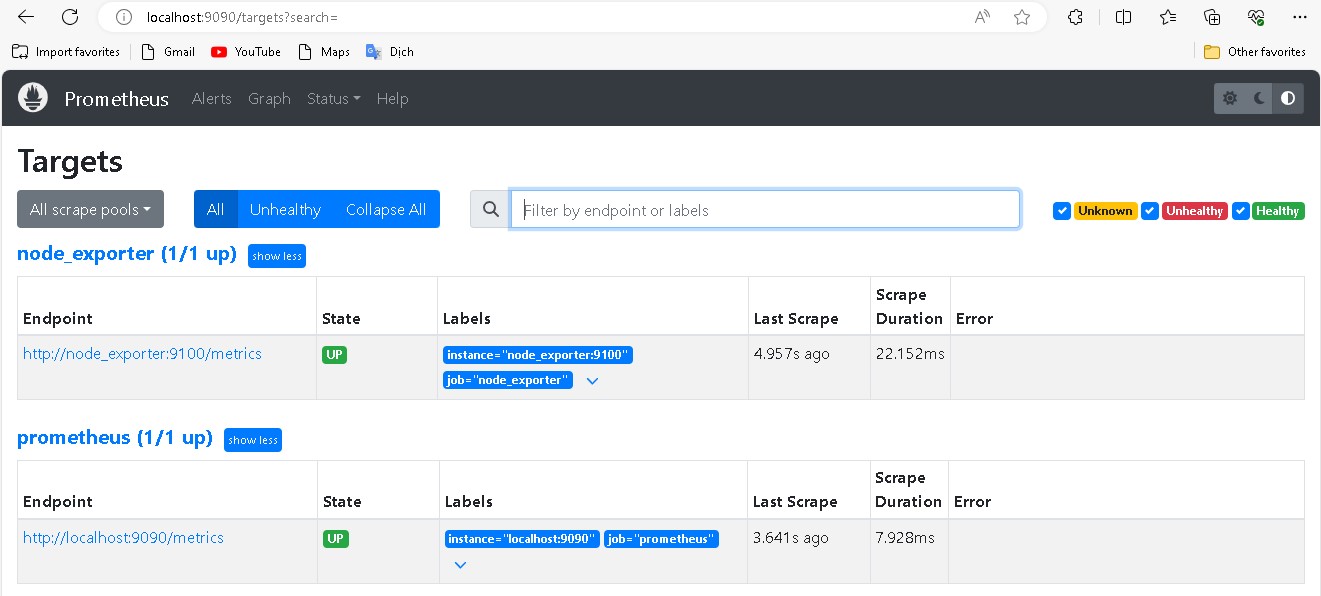 localhost:9090/targets?search=
Import favorites Gmail YouTube Maps Dịch Other favorites
Prometheus Alerts Graph Status Help
Targets
All scrape pools All Unhealthy Collapse All Filter by endpoint or labels Unknown Unhealthy Healthy
node_exporter (1/1 up) show less
Endpoint State Labels Last Scrape Scrape Duration Error
http://node_exporter:9100/metrics UP instance="node_exporter:9100" 4.957s ago 22.152ms
job="node_exporter"
prometheus (1/1 up) show less
Endpoint State Labels Last Scrape Scrape Duration Error
http://localhost:9090/metrics UP instance="localhost:9090" job="prometheus" 3.641s ago 7.928ms